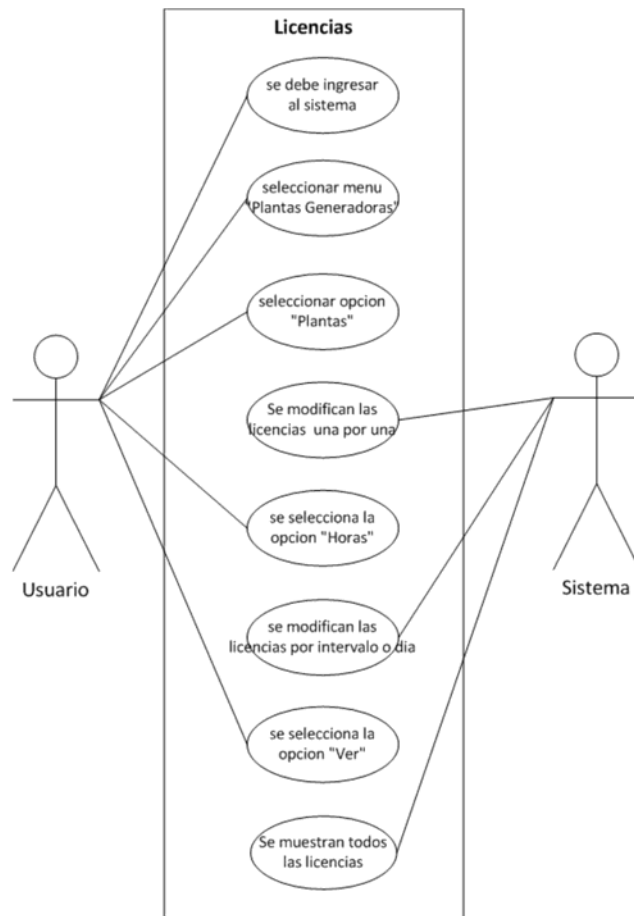 Licencias
se debe ingresar
al sistema
seleccionar menu
"Plantas Generadoras"
seleccionar opcion
"Plantas"
Se modifican las
licencias una por una
se selecciona la
opcion "Horas"
Usuario
Sistema
se modifican las
licencias por intervalo o dia
se selecciona la
opcion "Ver"
Se muestran todos
las licencias